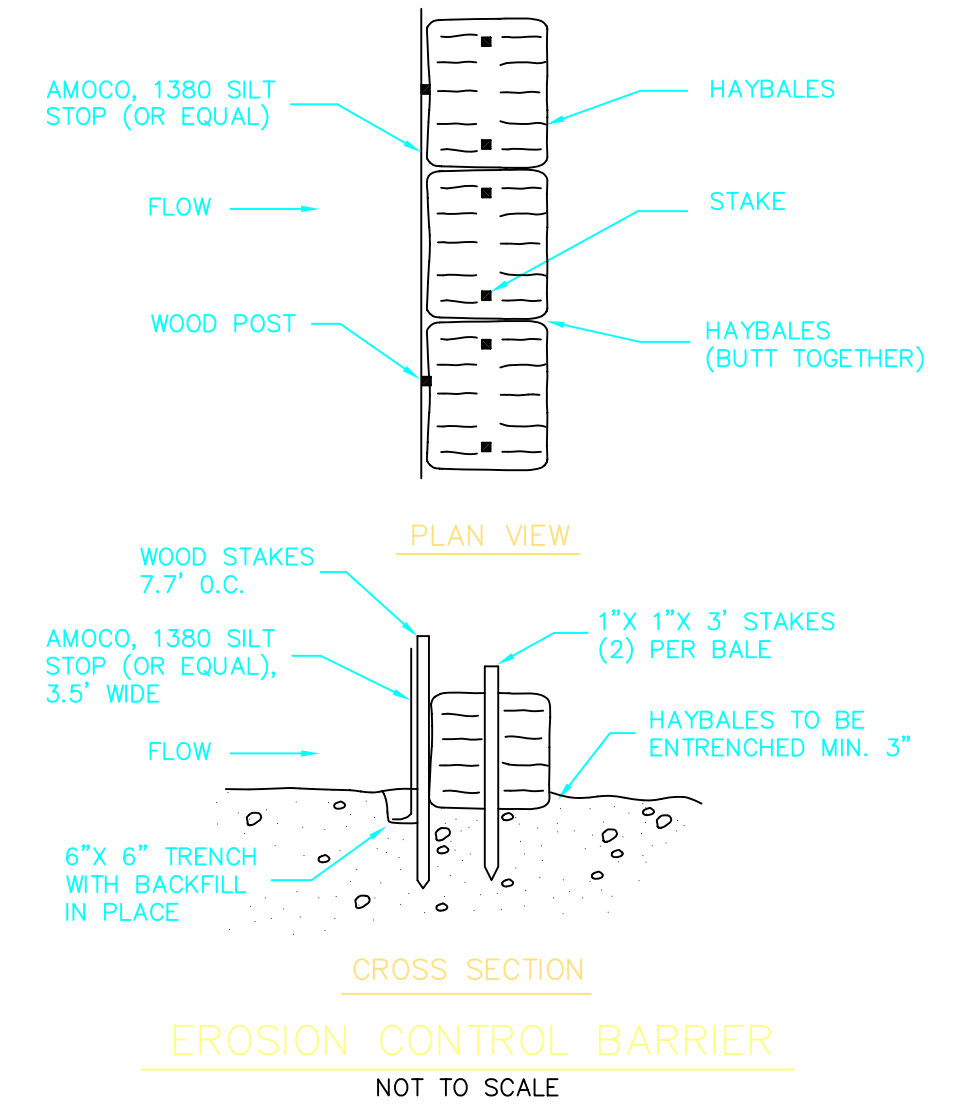 AMOCO, 1380 SILT
STOP (OR EQUAL)
HAYBALES
FLOW
STAKE
WOOD POST
HAYBALES
(BUTT TOGETHER)
PLAN VIEW
WOOD STAKES
7.7' O.C.
AMOCO, 1380 SILT
STOP (OR EQUAL),
3.5' WIDE
1"X 1"X 3' STAKES
(2) PER BALE
FLOW
HAYBALES TO BE
ENTRENCHED MIN. 3"
6"X 6" TRENCH
WITH BACKFILL
IN PLACE
CROSS SECTION
EROSION CONTROL BARRIER
NOT TO SCALE